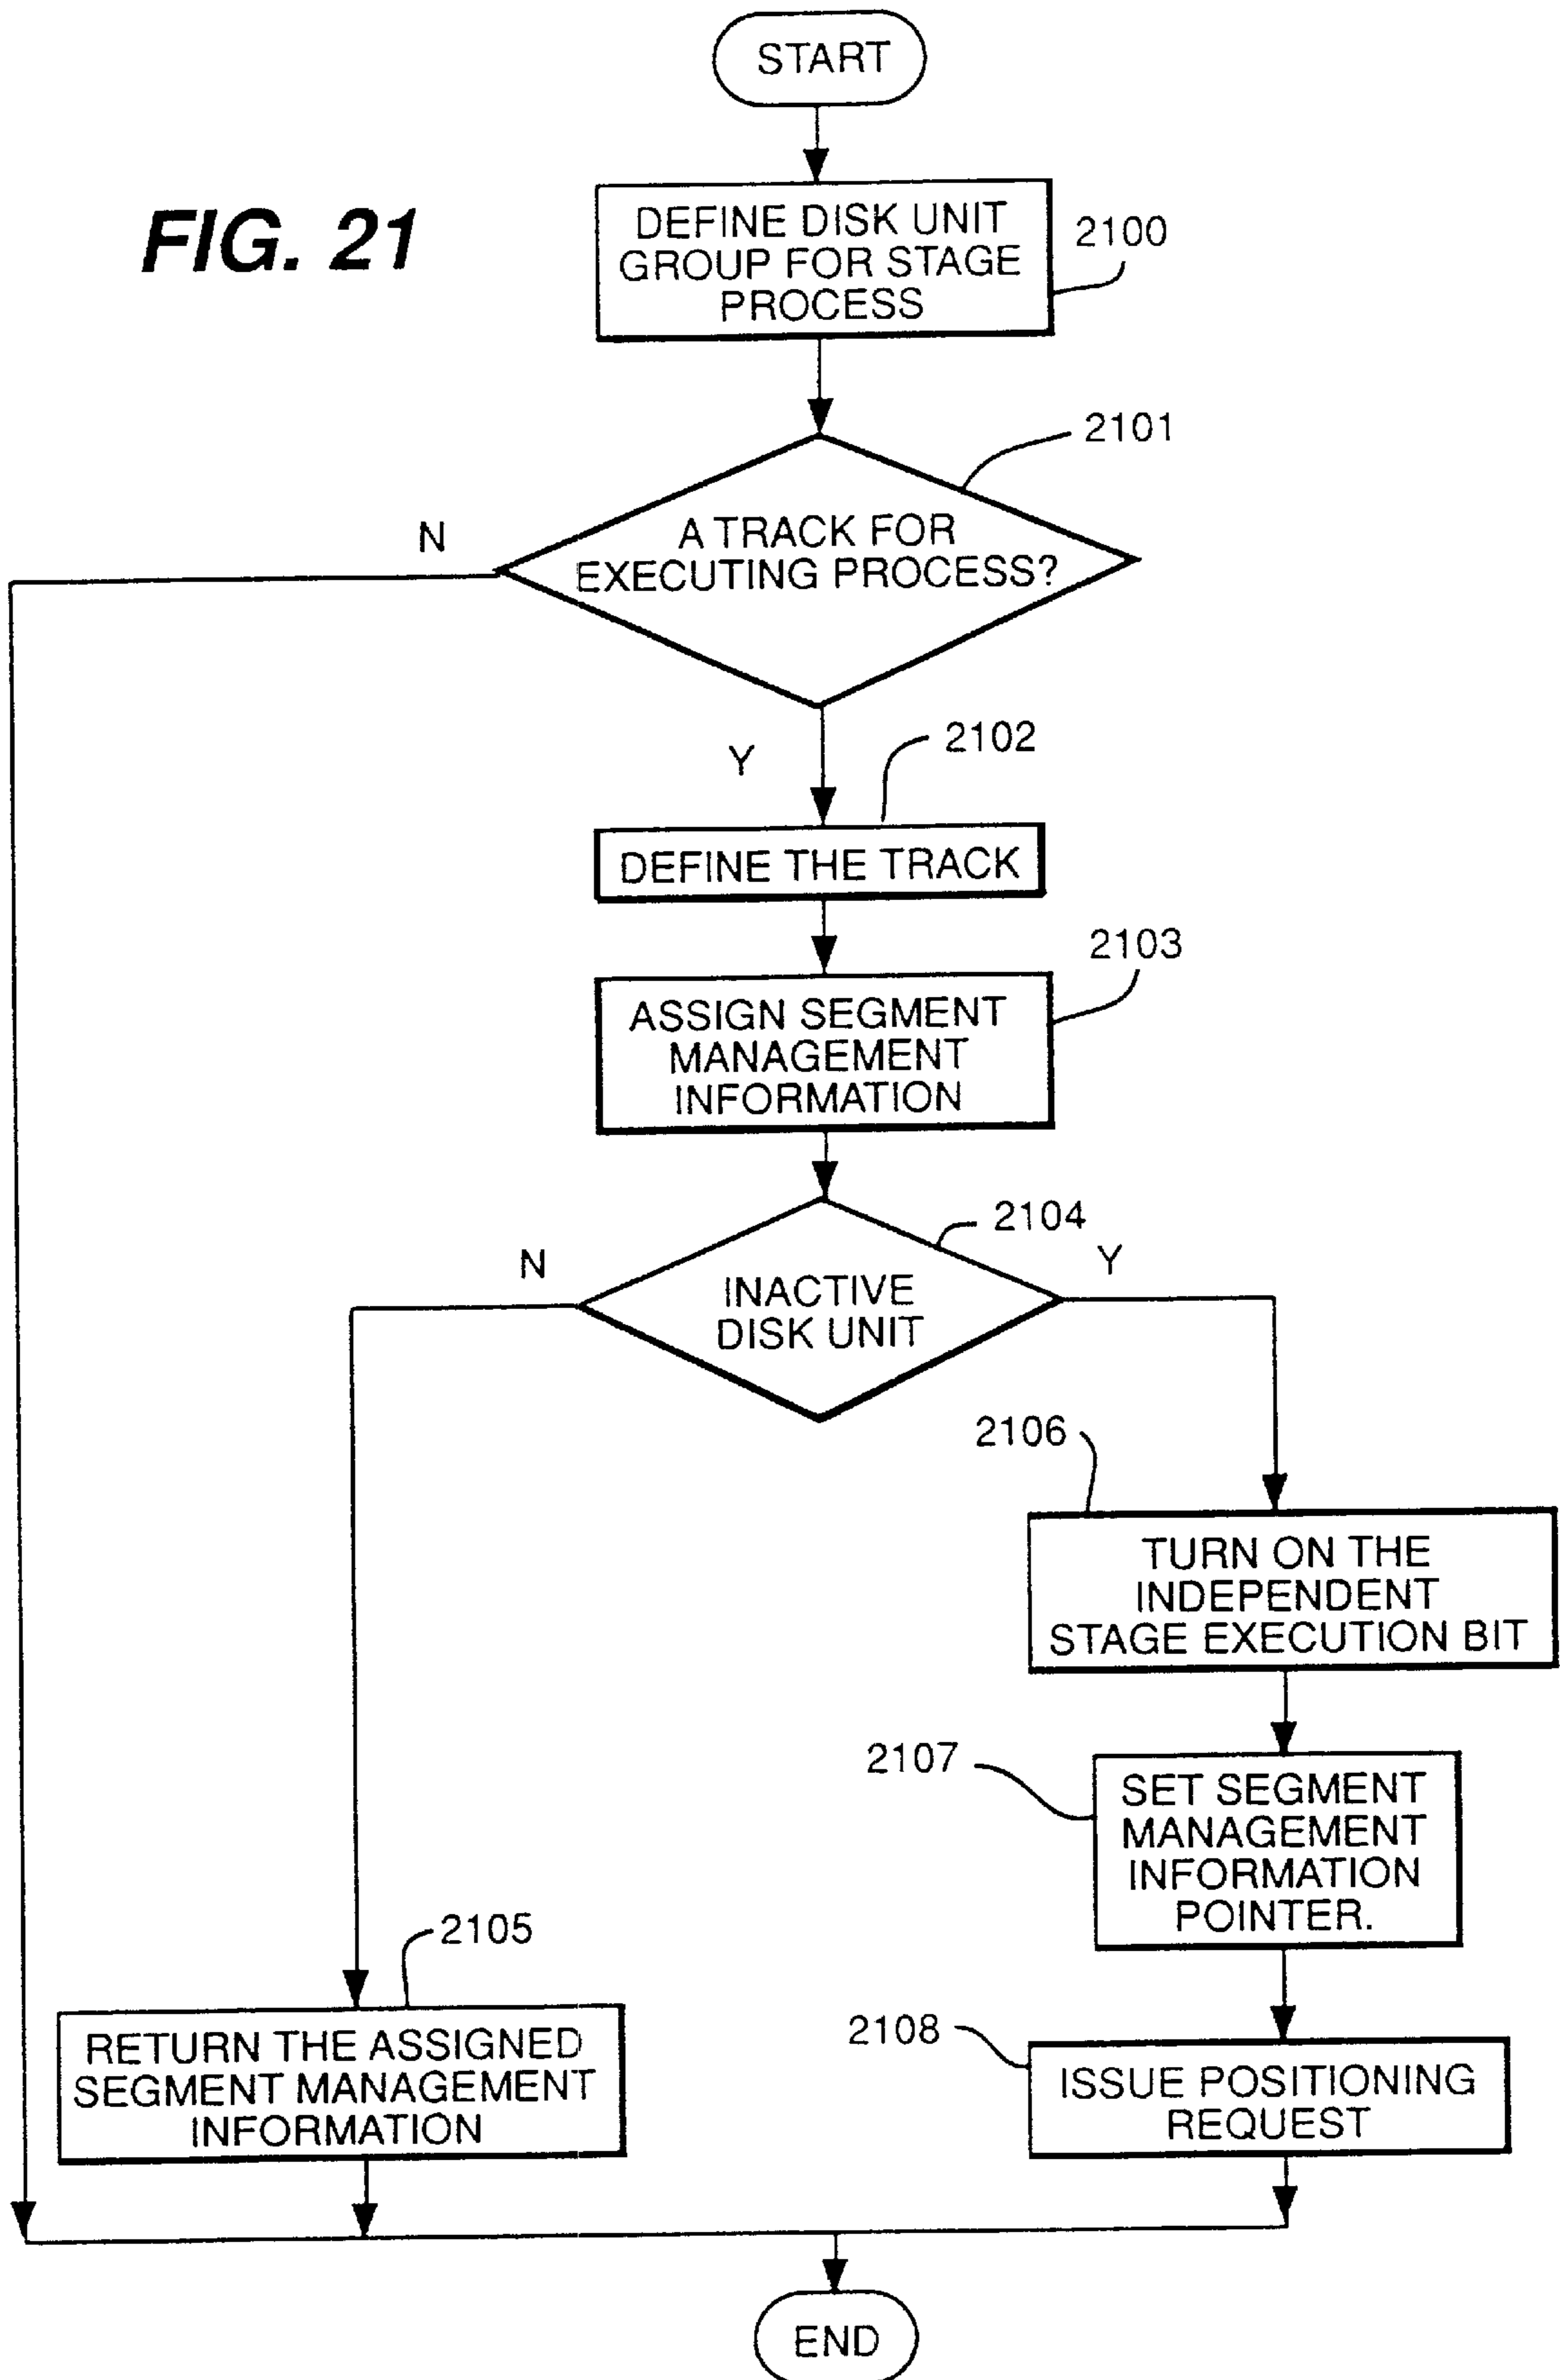 START
FIG. 21
DEFINE DISK UNIT
GROUP FOR STAGE
PROCESS
2100
2101
A TRACK FOR
EXECUTING PROCESS?
N
Y
2102
DEFINE THE TRACK
2103
ASSIGN SEGMENT
MANAGEMENT
INFORMATION
2104
N
Y
INACTIVE
DISK UNIT
2106
TURN ON THE
INDEPENDENT
STAGE EXECUTION BIT
2107
SET SEGMENT
MANAGEMENT
INFORMATION
POINTER.
2105
RETURN THE ASSIGNED
SEGMENT MANAGEMENT
INFORMATION
2108
ISSUE POSITIONING
REQUEST
END